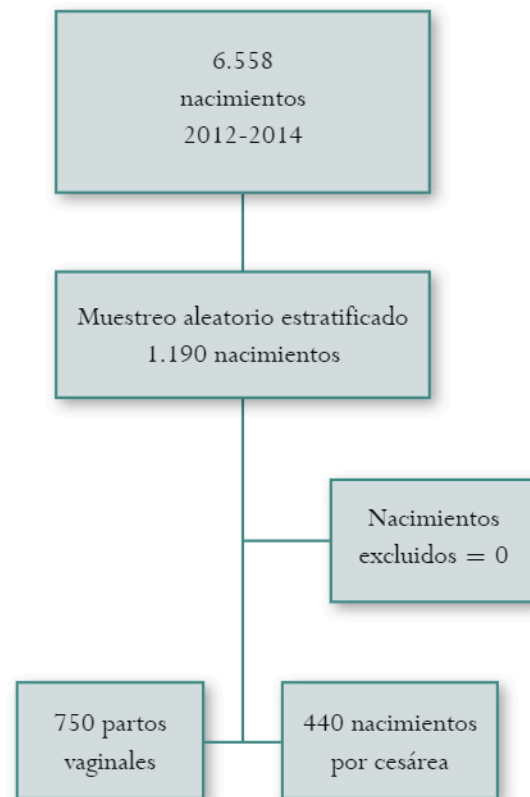 6.558
nacimientos
2012-2014
Muestreo aleatorio estratificado
1.190 nacimientos
Nacimientos
excluidos = 0
750 partos
vaginales
440 nacimientos
por cesárea